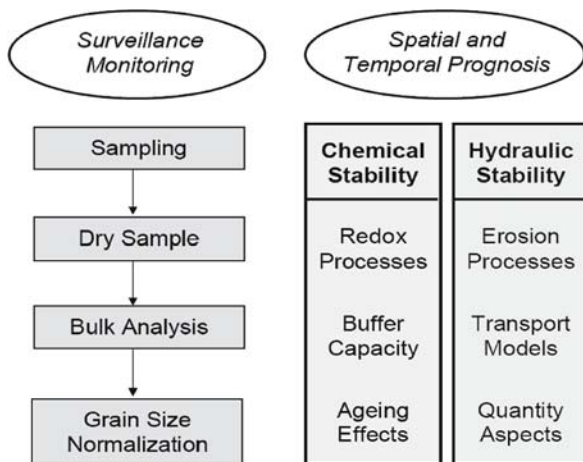 Surveillance
Monitoring
Sampling
Dry Sample
Bulk Analysis
Grain Size
Normalization
Spatial and
Temporal Prognosis
Chemical
Stability
Redox
Processes
Buffer
Capacity
Ageing
Effects
Hydraulic
Stability
Erosion
Processes
Transport
Models
Quantity
Aspects